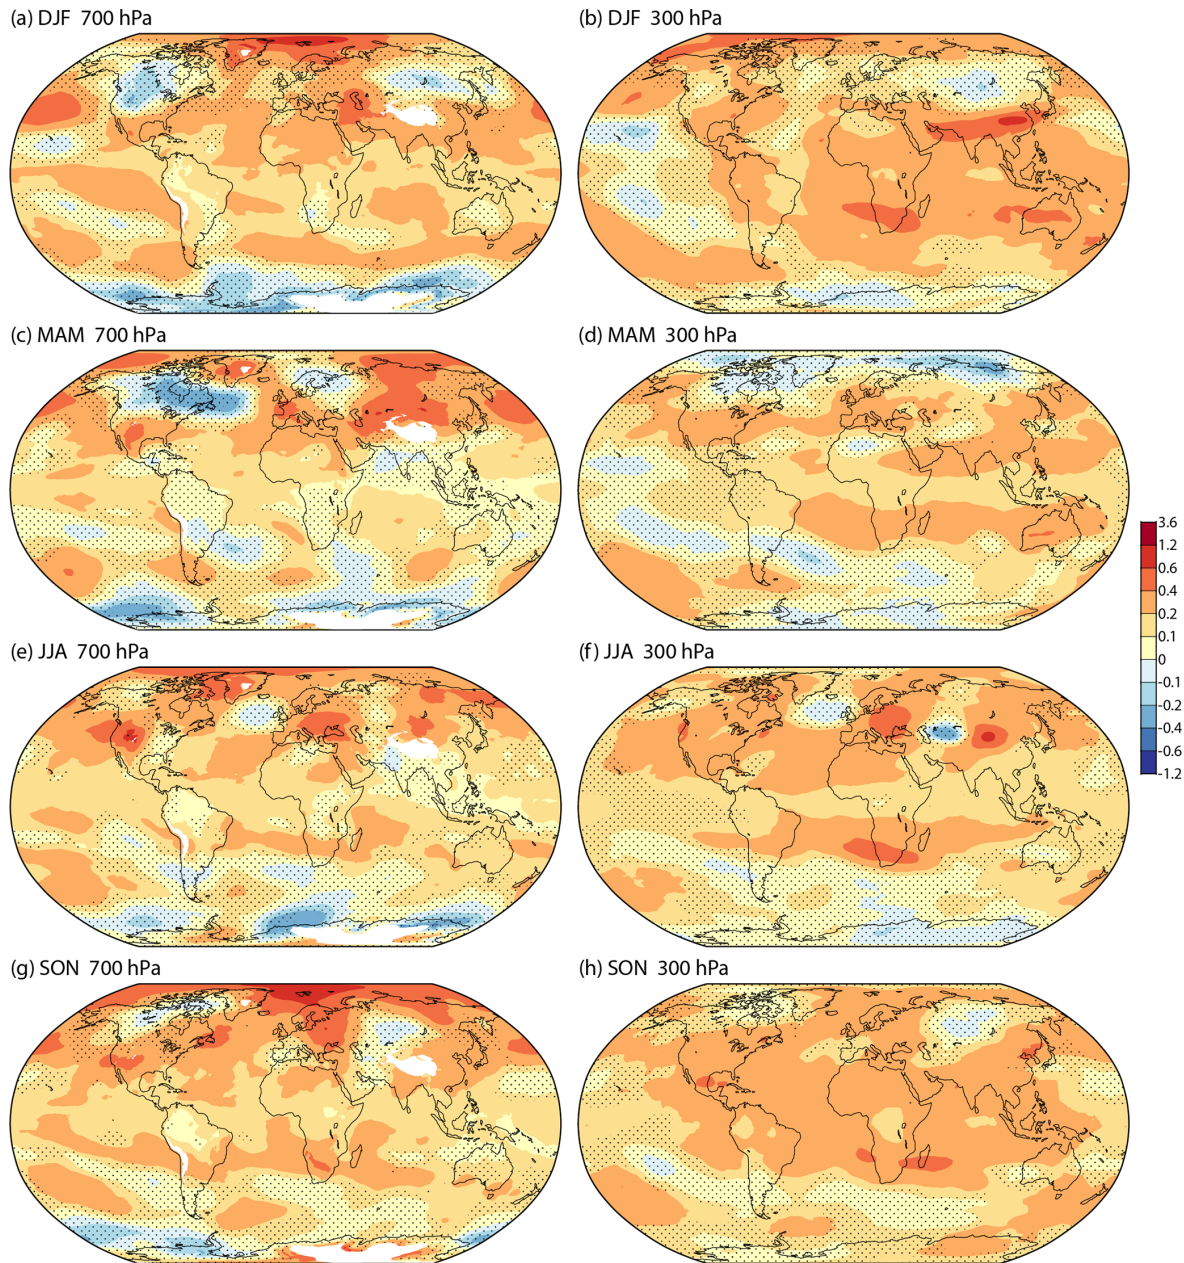 (a) DJF 700 hPa
(b) DJF 300 hPa
(c) MAM 700 hPa
(d) MAM 300 hPa
3.6
1.2
0.6
0.4
0.2
0.1
0
-0.1
-0.2
-0.4
-0.6
-1.2
(e) JJA 700 hPa
(f) JJA 300 hPa
(g) SON 700 hPa
(h) SON 300 hPa